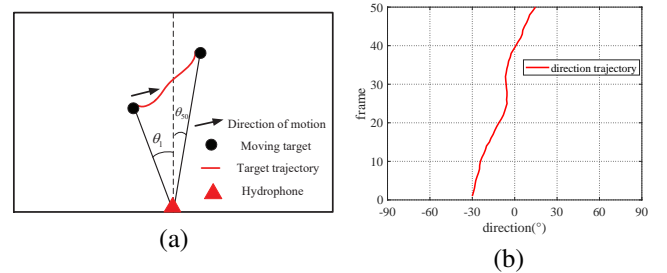 θ1
θ50
Direction of motion
Moving target
Target trajectory
Hydrophone
(a)
50
40
30
20
10
0
frame
direction trajectory
-90 -60 -30 0 30 60 90
direction(°)
(b)